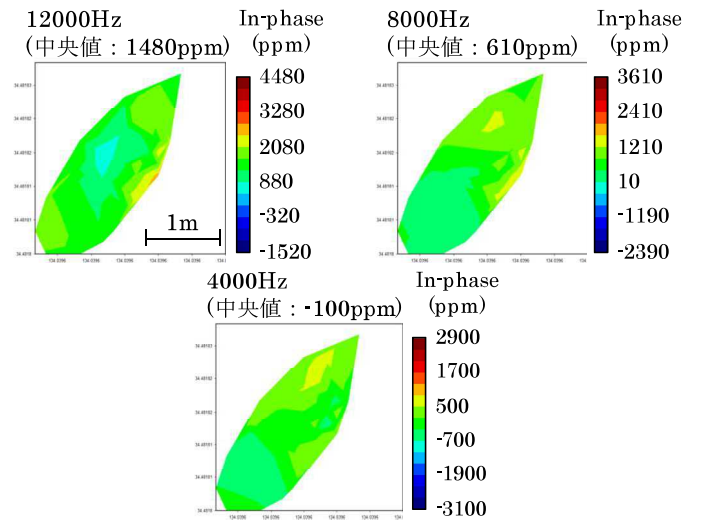 12000Hz
(中央値：1480ppm)
In-phase
(ppm)
4480
3280
2080
880
-320
-1520
1m
8000Hz
(中央値：610ppm)
In-phase
(ppm)
3610
2410
1210
10
-1190
-2390
4000Hz
(中央値：-100ppm)
In-phase
(ppm)
2900
1700
500
-700
-1900
-3100